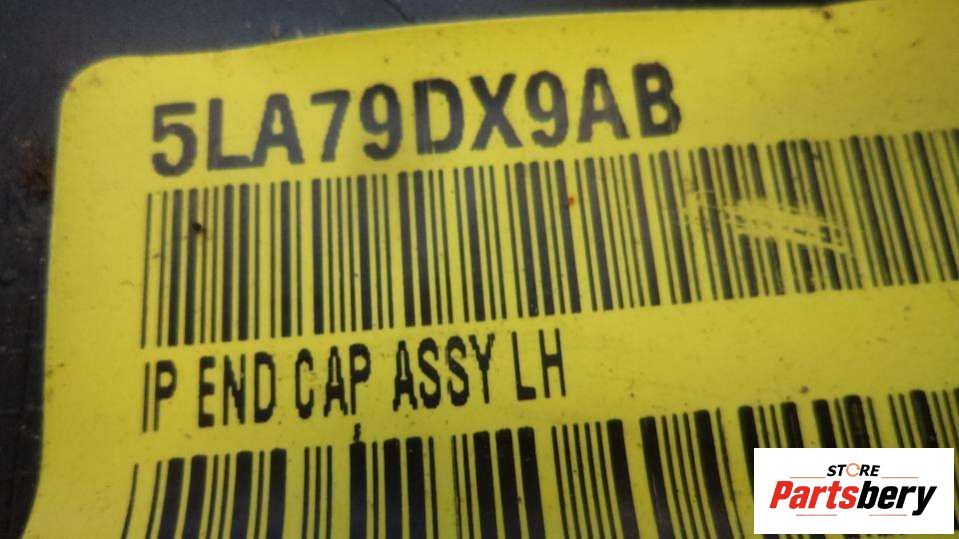 5LA79DX9AB
IP END CAP ASSY LH
STORE
Partsbery